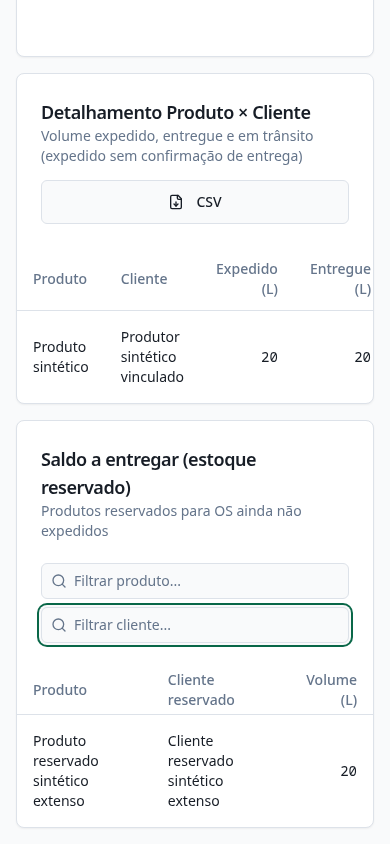 Detalhamento Produto × Cliente
Volume expedido, entregue e em trânsito
(expedido sem confirmação de entrega)
CSV
Produto Cliente Expedido (L) Entregue (L)
Produto sintético Produtor sintético vinculado 20 20
Saldo a entregar (estoque
reservado)
Produtos reservados para OS ainda não
expedidos
Filtrar produto...
Filtrar cliente...
Produto Cliente reservado Volume (L)
Produto reservado sintético extenso Cliente reservado sintético extenso 20